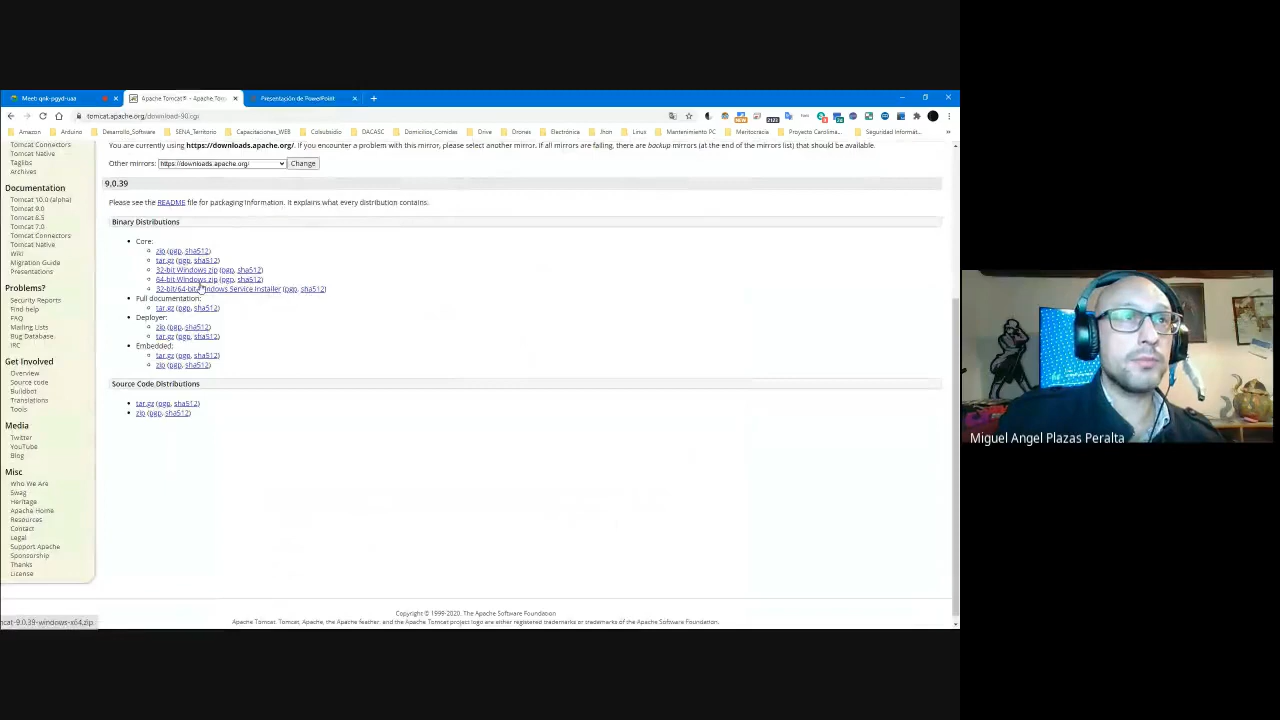 Meet: qnk-pgyd-uaa
Apache Tomcat® - Apache Tom
Presentación de PowerPoint
tomcat.apache.org/download-90.cgi
Amazon
Arduino
Desarrollo_Software
SENA_Territorio
Capacitaciones_WEB
Colsubsidio
DACASC
Domicilios_Comidas
Drive
Drones
Electrónica
Jhon
Linux
Mantenimiento PC
Meritocracia
Proyecto Carolina...
Seguridad Informát...
Tomcat Connectors
Tomcat Native
Taglibs
Archives
Documentation
Tomcat 10.0 (alpha)
Tomcat 9.0
Tomcat 8.5
Tomcat 7.0
Tomcat Connectors
Tomcat Native
Wiki
Migration Guide
Presentations
Problems?
Security Reports
Find help
FAQ
Mailing Lists
Bug Database
IRC
Get Involved
Overview
Source code
Buildbot
Translations
Tools
Media
Twitter
YouTube
Blog
Misc
Who We Are
Swag
Heritage
Apache Home
Resources
Contact
Legal
Support Apache
Sponsorship
Thanks
License
You are currently using https://downloads.apache.org/. If you encounter a problem with this mirror, please select another mirror. If all mirrors are failing, there are backup mirrors (at the end of the mirrors list) that should be available.
Other mirrors: https://downloads.apache.org/ Change
9.0.39
Please see the README file for packaging information. It explains what every distribution contains.
Binary Distributions
Core:
zip (pgp, sha512)
tar.gz (pgp, sha512)
32-bit Windows zip (pgp, sha512)
64-bit Windows zip (pgp, sha512)
32-bit/64-bit Windows Service Installer (pgp, sha512)
Full documentation:
tar.gz (pgp, sha512)
Deployer:
zip (pgp, sha512)
tar.gz (pgp, sha512)
Embedded:
tar.gz (pgp, sha512)
zip (pgp, sha512)
Source Code Distributions
tar.gz (pgp, sha512)
zip (pgp, sha512)
Copyright © 1999-2020, The Apache Software Foundation
Apache Tomcat, Tomcat, Apache, the Apache feather, and the Apache Tomcat project logo are either registered trademarks or trademarks of the Apache Software Foundation.
mcat-9.0.39-windows-x64.zip
Miguel Angel Plazas Peralta